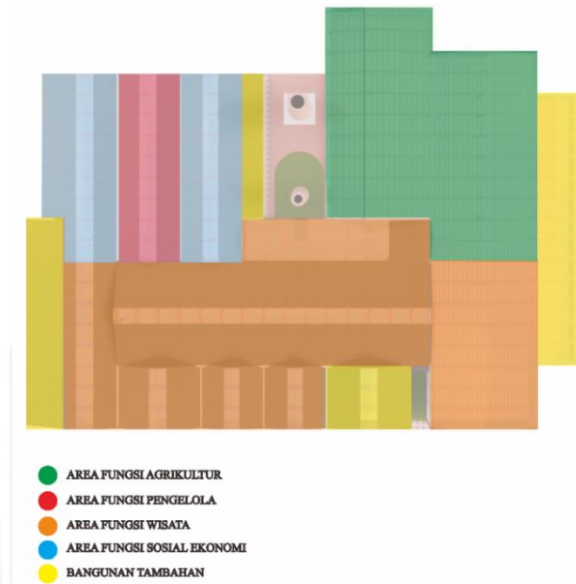 AREA FUNGSI AGRIKULTUR
AREA FUNGSI PENGELOLA
AREA FUNGSI WISATA
AREA FUNGSI SOSIAL EKONOMI
BANGUNAN TAMBAHAN